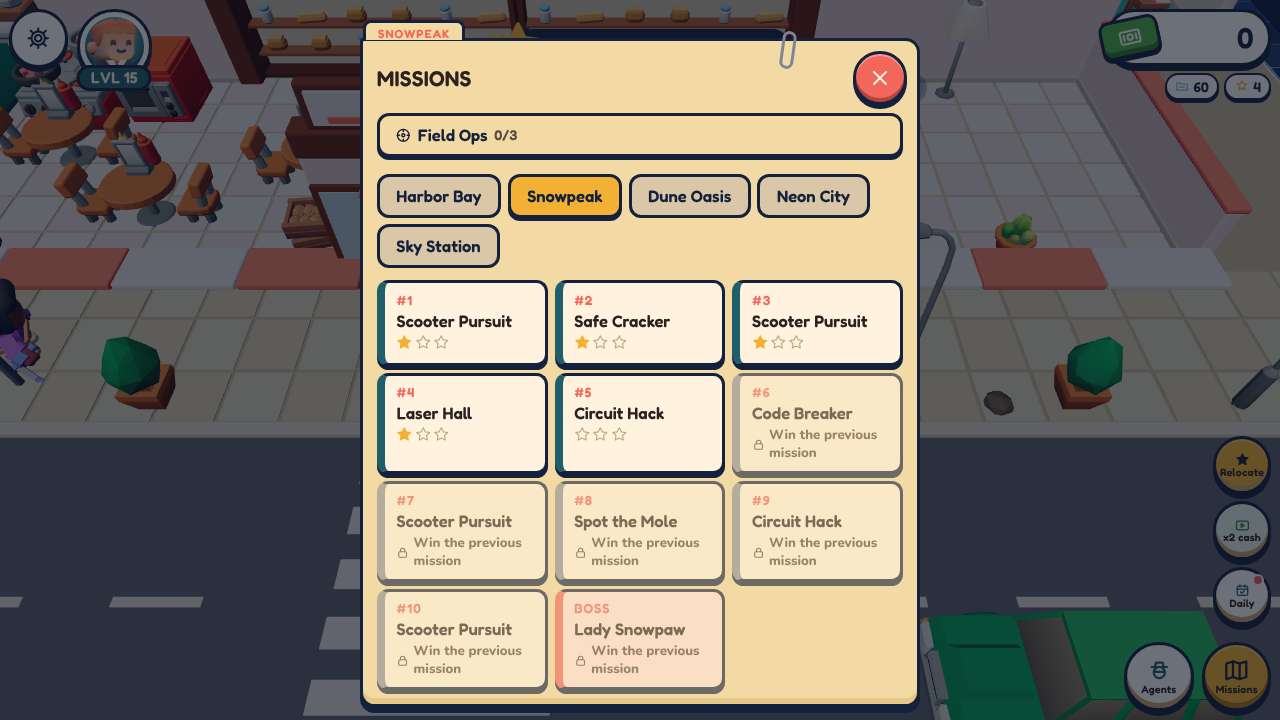 SNOWPEAK
MISSIONS
LVL 15
0
60
4
Field Ops 0/3
Harbor Bay
Snowpeak
Dune Oasis
Neon City
Sky Station
#1
Scooter Pursuit
#2
Safe Cracker
#3
Scooter Pursuit
#4
Laser Hall
#5
Circuit Hack
#6
Code Breaker
Win the previous
mission
#7
Scooter Pursuit
Win the previous
mission
#8
Spot the Mole
Win the previous
mission
#9
Circuit Hack
Win the previous
mission
#10
Scooter Pursuit
Win the previous
mission
BOSS
Lady Snowpaw
Win the previous
mission
Relocate
x2 cash
Daily
Agents
Missions